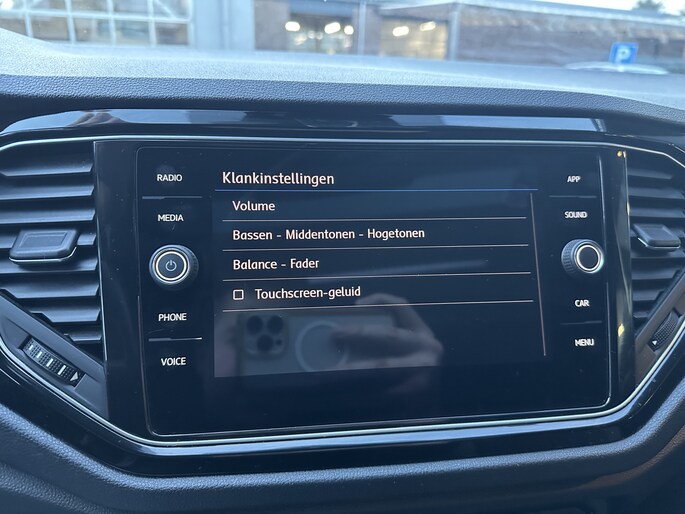 RADIO
MEDIA
PHONE
VOICE
Klankinstellingen
Volume
Bassen - Middentonen - Hogetonen
Balance - Fader
Touchscreen-geluid
APP
SOUND
CAR
MENU
P